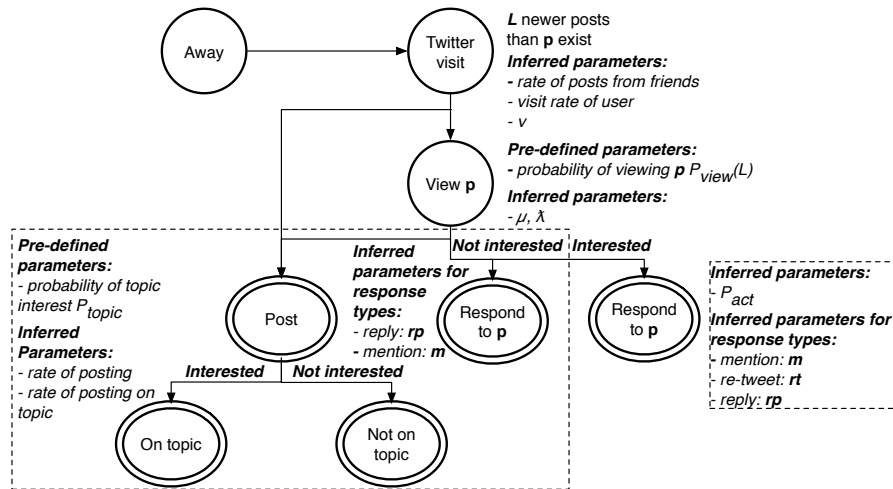 Away
Twitter
visit
L newer posts
than p exist
Inferred parameters:
- rate of posts from friends
- visit rate of user
- ν
View p
Pre-defined parameters:
- probability of viewing p P_view(L)
Inferred parameters:
- μ, λ
Not interested
Interested
Pre-defined
parameters:
- probability of topic
interest P_topic
Inferred
Parameters:
- rate of posting
- rate of posting on
topic
Post
Inferred
parameters for
response
types:
- reply: rp
- mention: m
Respond
to p
Respond
to p
Inferred parameters:
- P_act
Inferred parameters for
response types:
- mention: m
- re-tweet: rt
- reply: rp
Interested
Not interested
On topic
Not on
topic